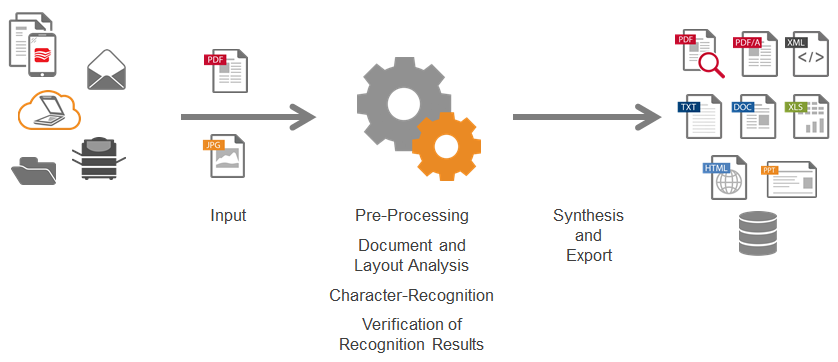 PDF
JPG
PDF
PDF/A
XML
</>
TXT
DOC
XLS
HTML
PPT
Input
Pre-Processing
Document and
Layout Analysis
Character-Recognition
Verification of
Recognition Results
Synthesis
and
Export